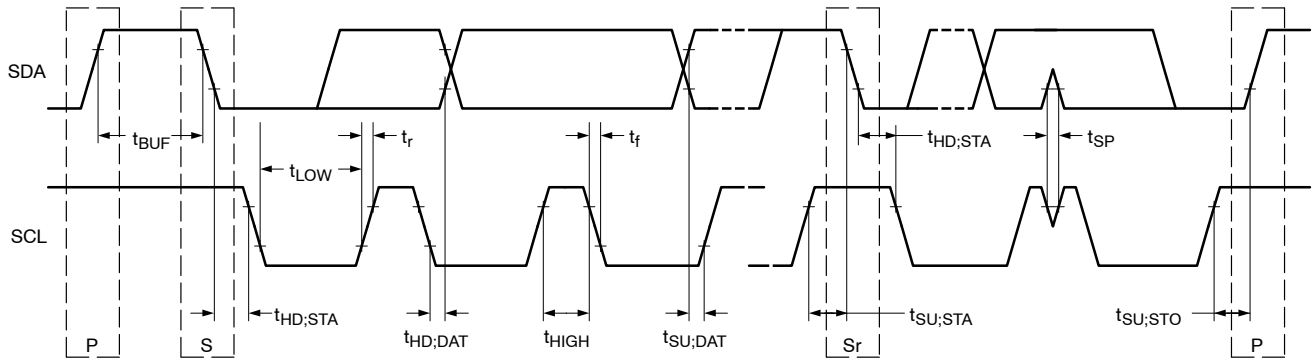 SDA
t_BUF
t_r
t_f
t_HD;STA
t_SP
t_LOW
SCL
t_HD;STA
t_HD;DAT
t_HIGH
t_SU;DAT
t_SU;STA
t_SU;STO
P
S
Sr
P